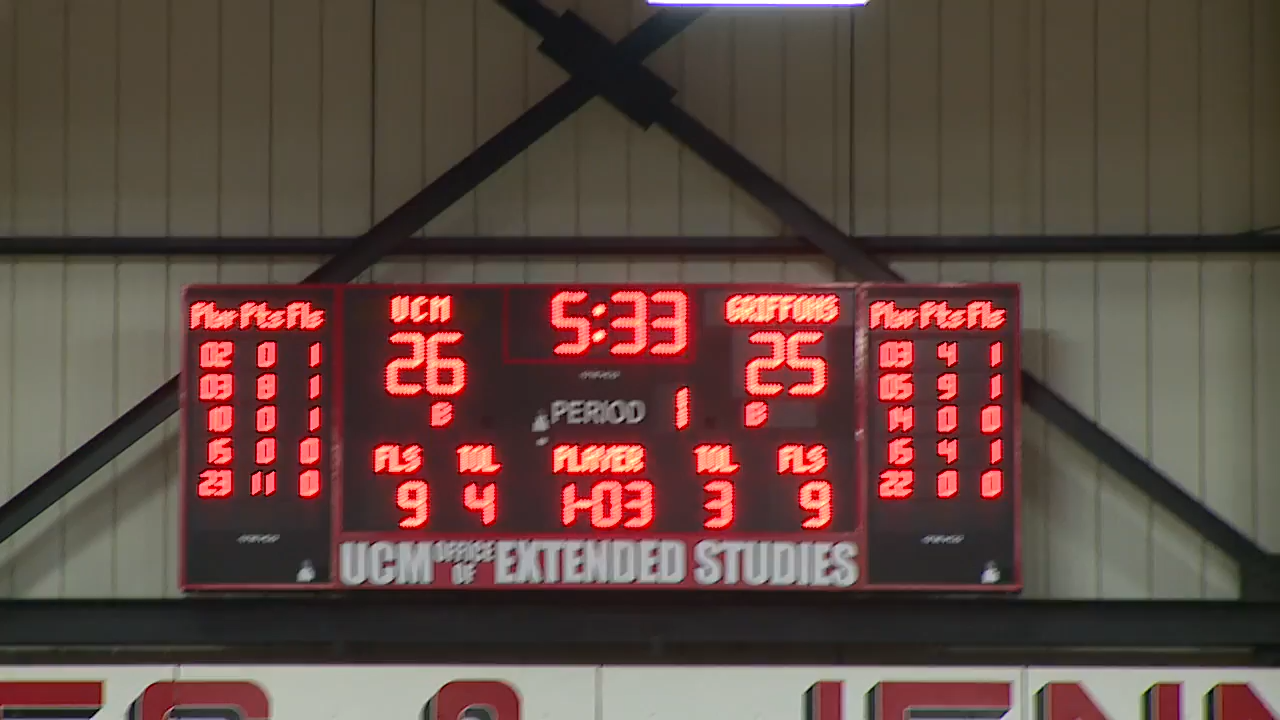 Plyr Pts Fls
02 0 1
03 8 1
10 0 1
15 0 0
23 11 0
UCM 5:33 GRIFFONS
26 25
B PERIOD 1 B
FLS TOL PLAYER TOL FLS
9 4 1-03 3 9
UCM OFFICE OF EXTENDED STUDIES
Plyr Pts Fls
03 4 1
05 9 1
14 0 0
15 4 1
22 0 0